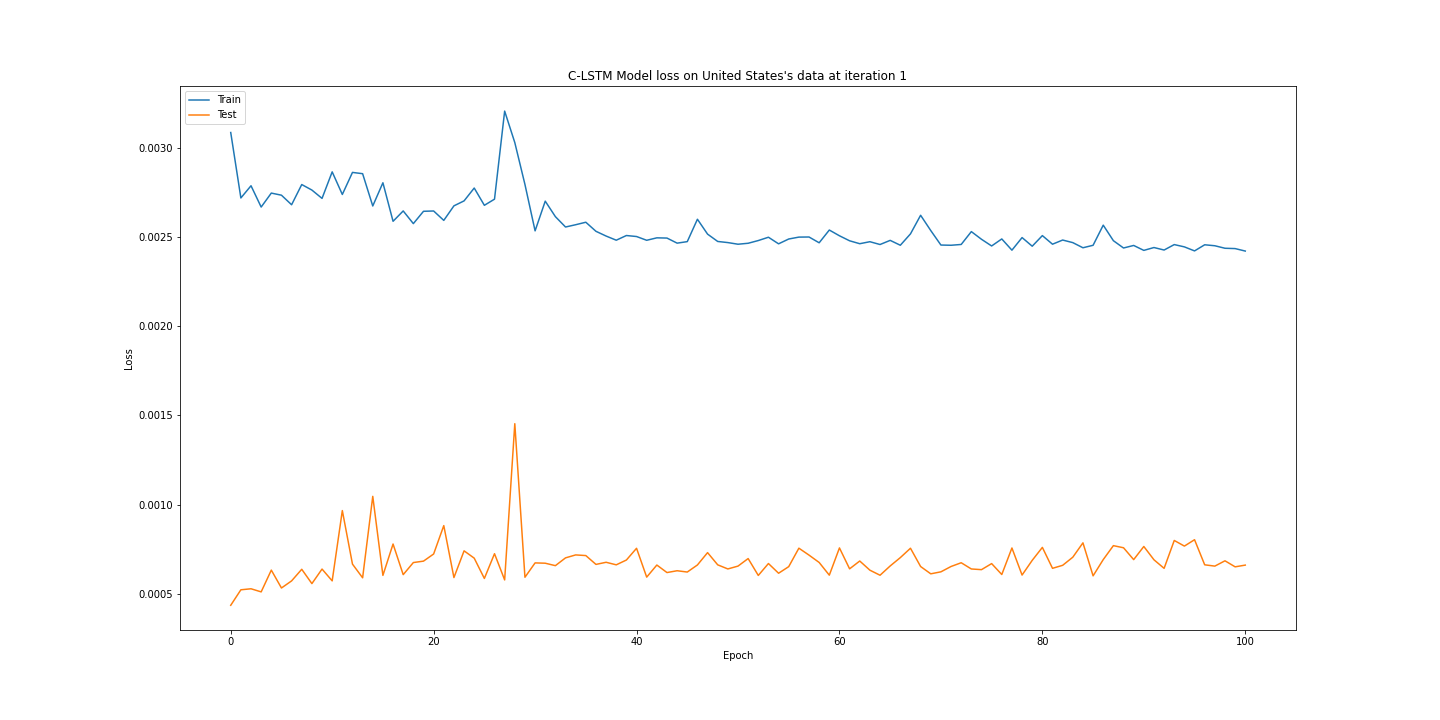 C-LSTM Model loss on United States's data at iteration 1
Train
Test
0.0030
0.0025
0.0020
0.0015
0.0010
0.0005
Loss
0 20 40 60 80 100
Epoch